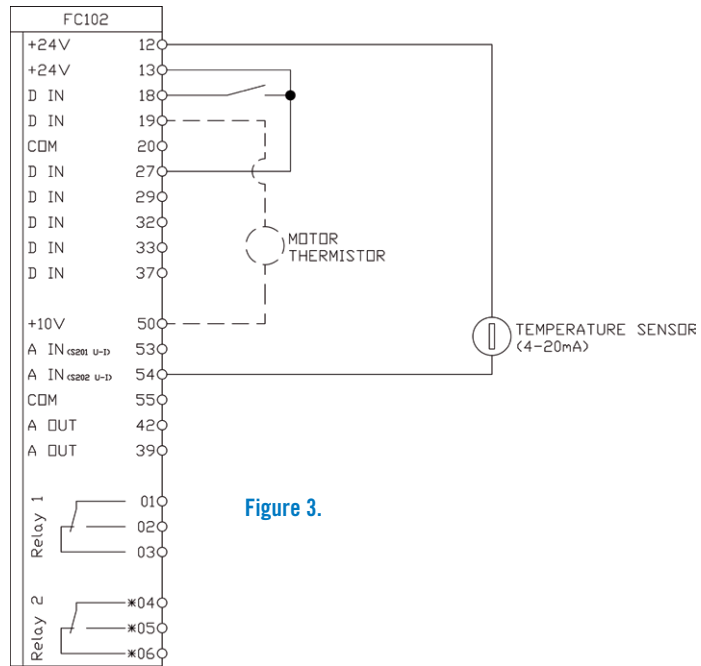 FC102
+24V 12
+24V 13
D IN 18
D IN 19
COM 20
D IN 27
D IN 29
D IN 32
D IN 33
D IN 37
MOTOR
THERMISTOR
+10V 50
A IN (S201 U-I) 53
A IN (S202 U-I) 54
COM 55
A OUT 42
A OUT 39
TEMPERATURE SENSOR
(4-20mA)
Relay 1
01
02
03
Figure 3.
Relay 2
*04
*05
*06